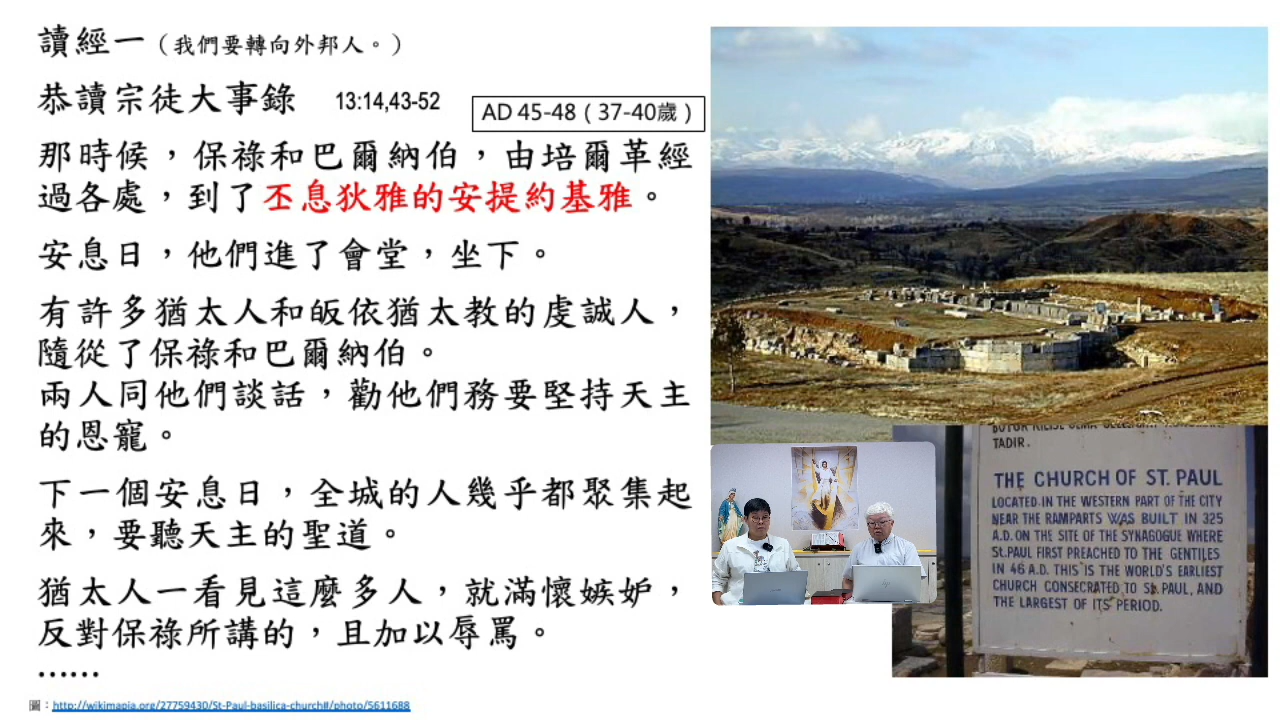 讀經一（我們要轉向外邦人。）
恭讀宗徒大事錄 13:14,43-52
AD 45-48（37-40歲）
那時候，保祿和巴爾納伯，由培爾革經
過各處，到了丕息狄雅的安提約基雅。
安息日，他們進了會堂，坐下。
有許多猶太人和皈依猶太教的虔誠人，
隨從了保祿和巴爾納伯。
兩人同他們談話，勸他們務要堅持天主
的恩寵。
下一個安息日，全城的人幾乎都聚集起
來，要聽天主的聖道。
猶太人一看見這麼多人，就滿懷嫉妒，
反對保祿所講的，且加以辱罵。
……
圖：http://wikimapia.org/27759430/St-Paul-basilica-church#/photo/5611688
TADIR.
THE CHURCH OF ST. PAUL
LOCATED.IN THE WESTERN PART OF THE CITY
NEAR THE RAMPARTS WAS BUILT IN 325
A.D. ON THE SITE OF THE SYNAGOGUE WHERE
St.PAUL FIRST PREACHED TO THE GENTILES
IN 46 A.D. THIS IS THE WORLD'S EARLIEST
CHURCH CONSECRATED TO St. PAUL, AND
THE LARGEST OF ITS PERIOD.